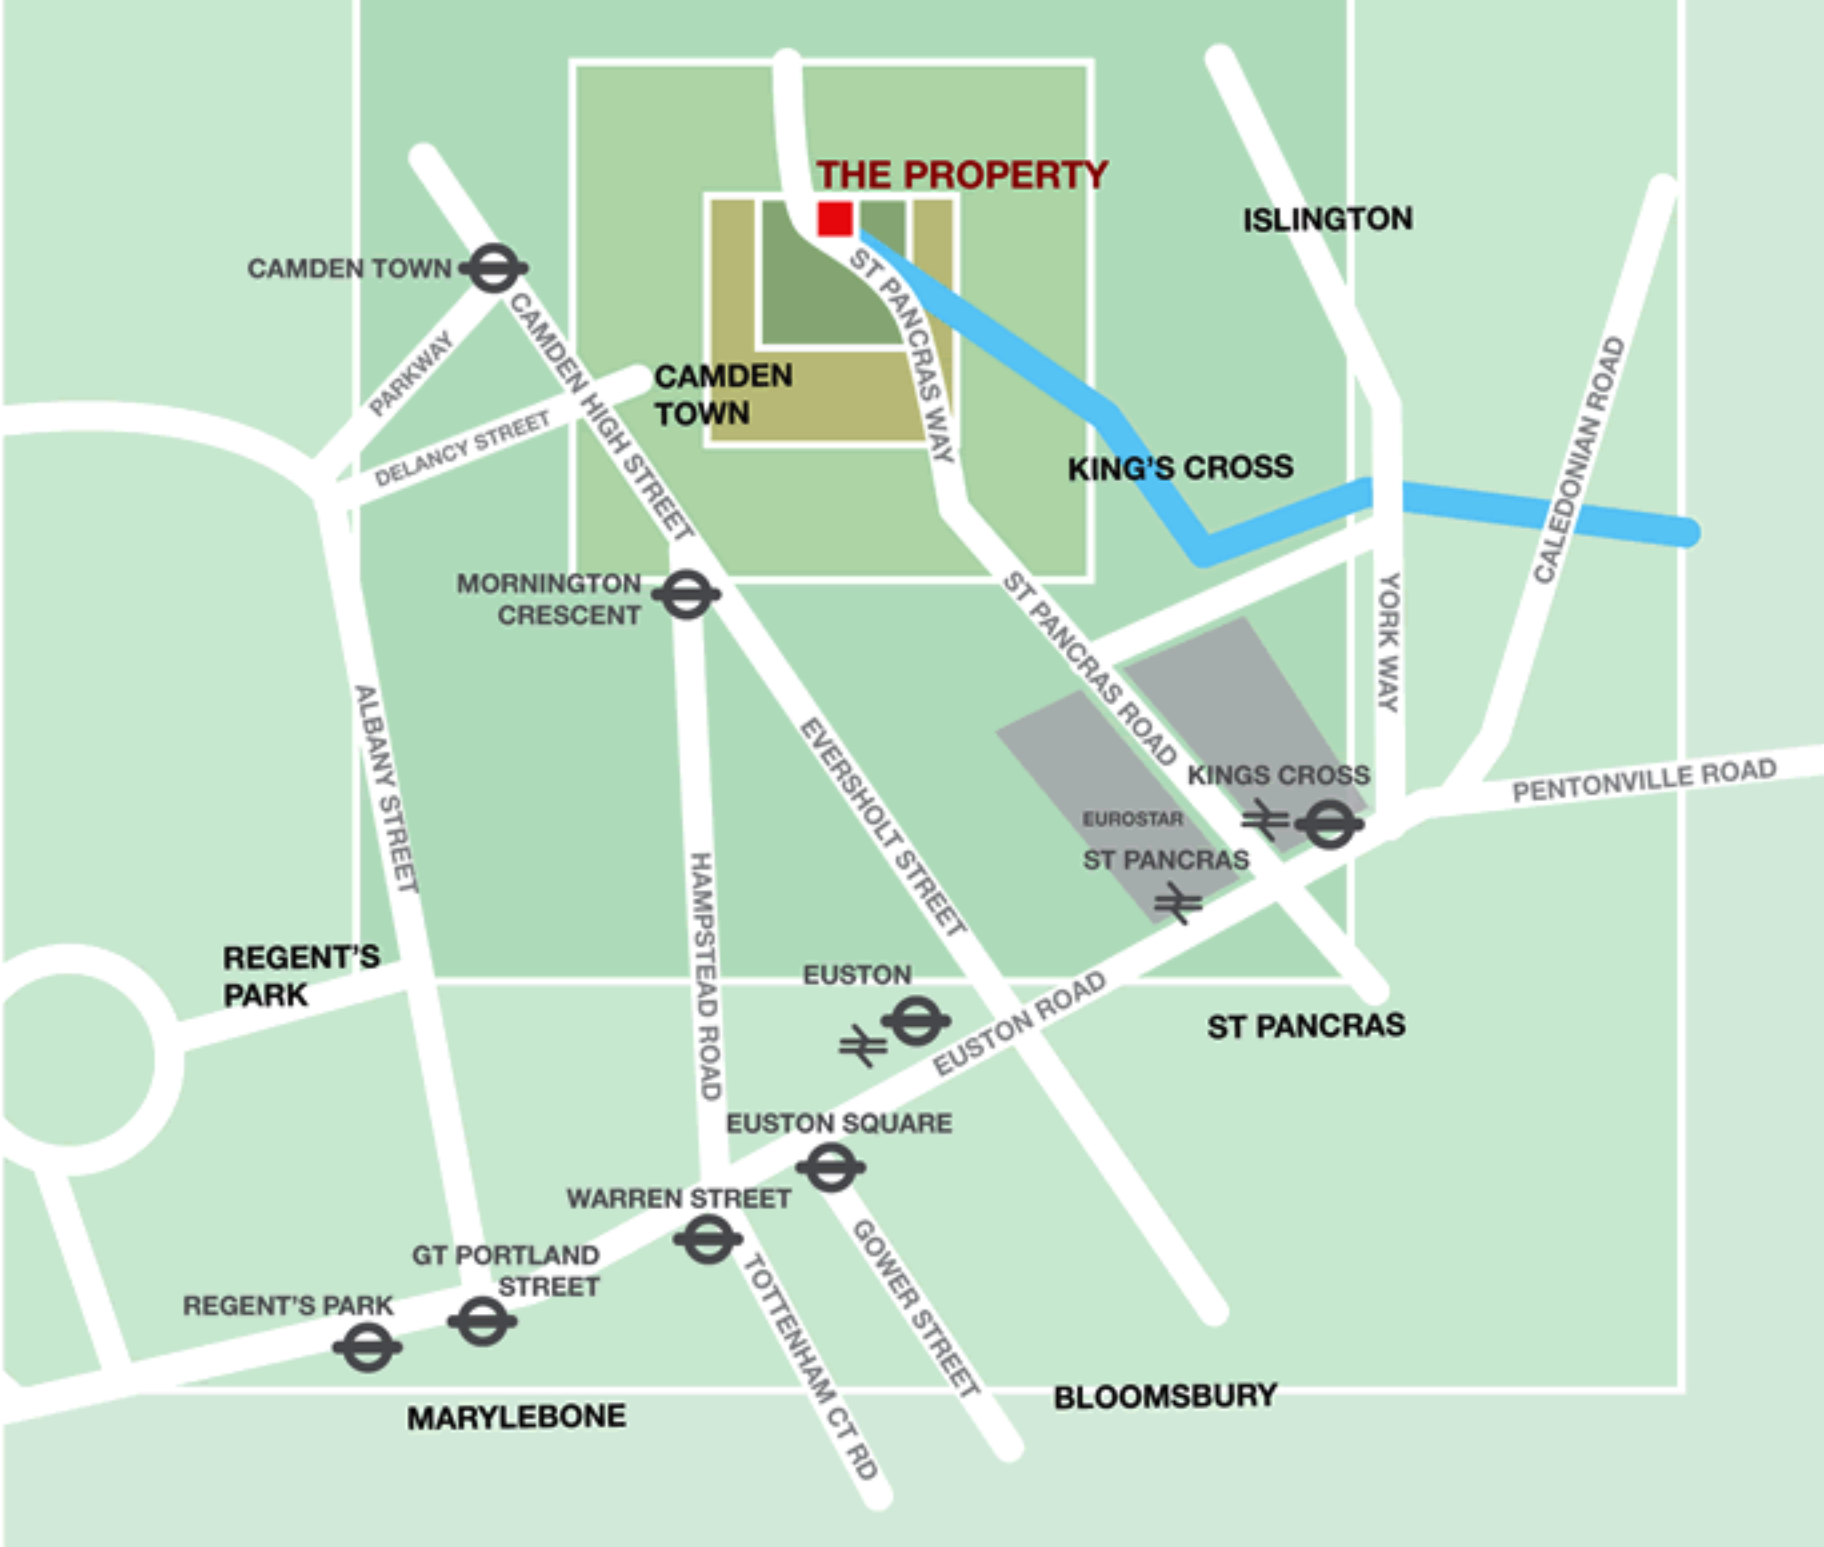 THE PROPERTY
ISLINGTON
CAMDEN TOWN
ST PANCRAS WAY
CAMDEN HIGH STREET
PARKWAY
CAMDEN
TOWN
DELANCY STREET
KING'S CROSS
CALEDONIAN ROAD
MORNINGTON
CRESCENT
ST PANCRAS ROAD
YORK WAY
ALBANY STREET
EVERSHOLT STREET
KINGS CROSS
PENTONVILLE ROAD
EUROSTAR
ST PANCRAS
HAMPSTEAD ROAD
REGENT'S
PARK
EUSTON
EUSTON ROAD
ST PANCRAS
EUSTON SQUARE
WARREN STREET
GT PORTLAND
STREET
GOWER STREET
TOTTENHAM CT RD
REGENT'S PARK
MARYLEBONE
BLOOMSBURY